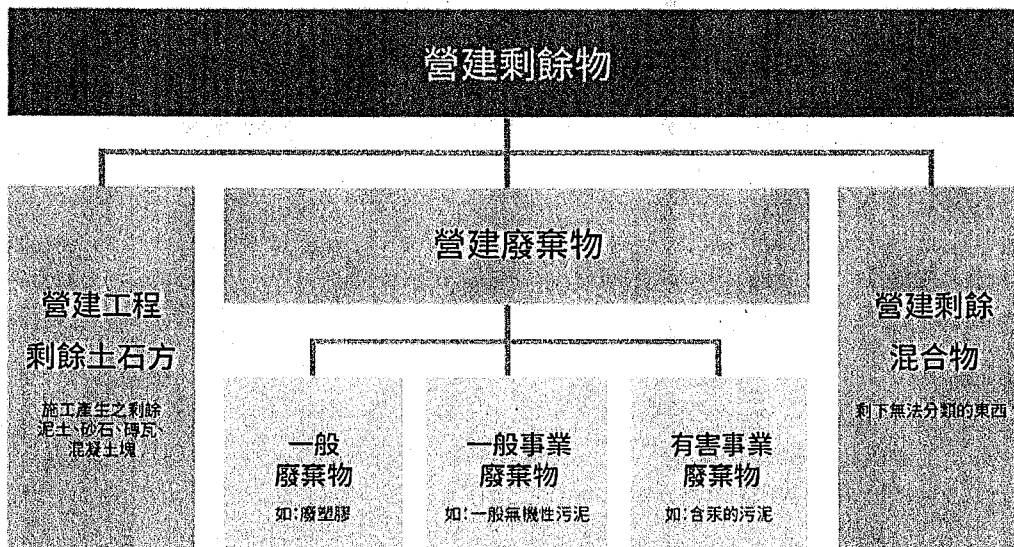 營建剩餘物
營建工程
剩餘土石方
施工產生之剩餘
泥土、砂石、磚瓦、
混凝土塊
營建廢棄物
一般
廢棄物
如:廢塑膠
一般事業
廢棄物
如:一般無機性污泥
有害事業
廢棄物
如:含汞的污泥
營建剩餘
混合物
剩下無法分類的東西